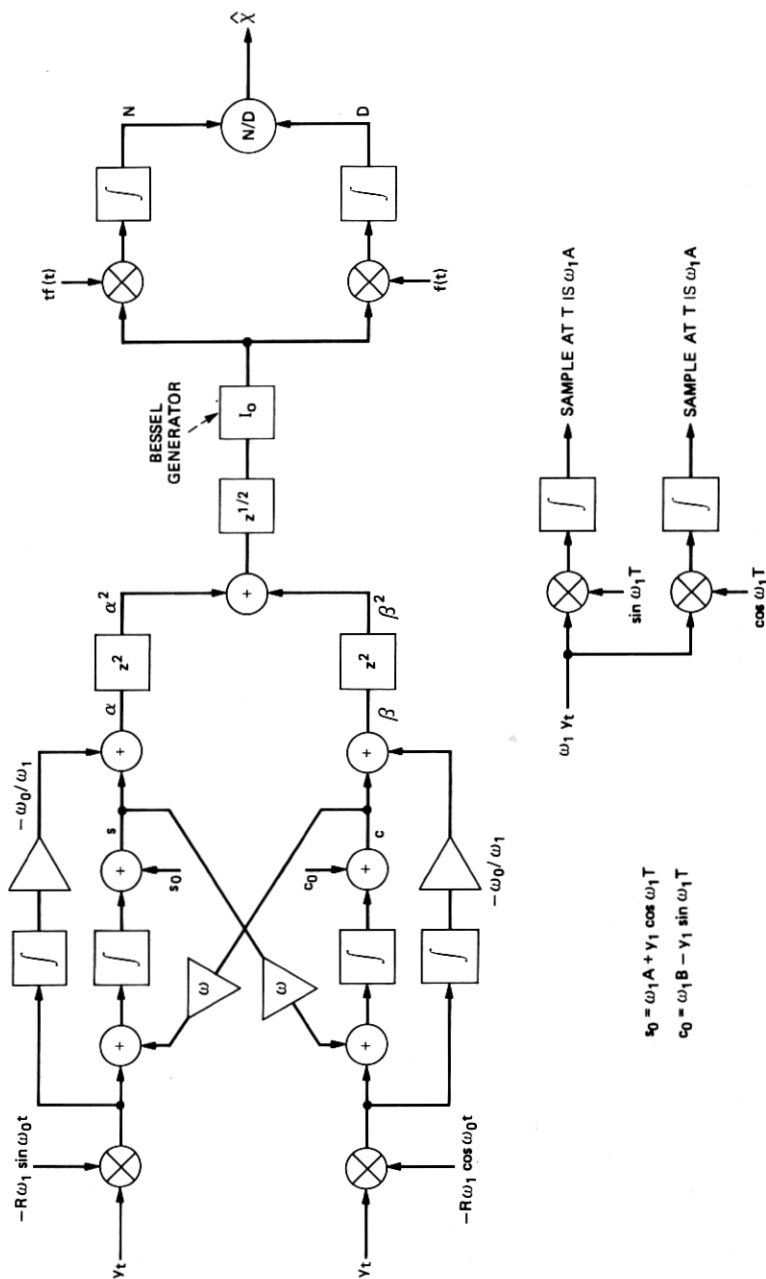 −Rω₁ sin ω₀t
yt
+
∫
∫
−ω₀/ω₁
s
s₀
+
+
α
z²
α²
ω
ω
−Rω₁ cos ω₀t
yt
+
∫
∫
−ω₀/ω₁
c
c₀
+
+
β
z²
β²
+
z^1/2
BESSEL
GENERATOR
I₀
tf(t)
∫
N
N/D
χ̂
f(t)
∫
D
ω₁ yt
sin ω₁T
∫
SAMPLE AT T IS ω₁A
cos ω₁T
∫
SAMPLE AT T IS ω₁A
s₀ = ω₁A + y₁ cos ω₁T
c₀ = ω₁B − y₁ sin ω₁T